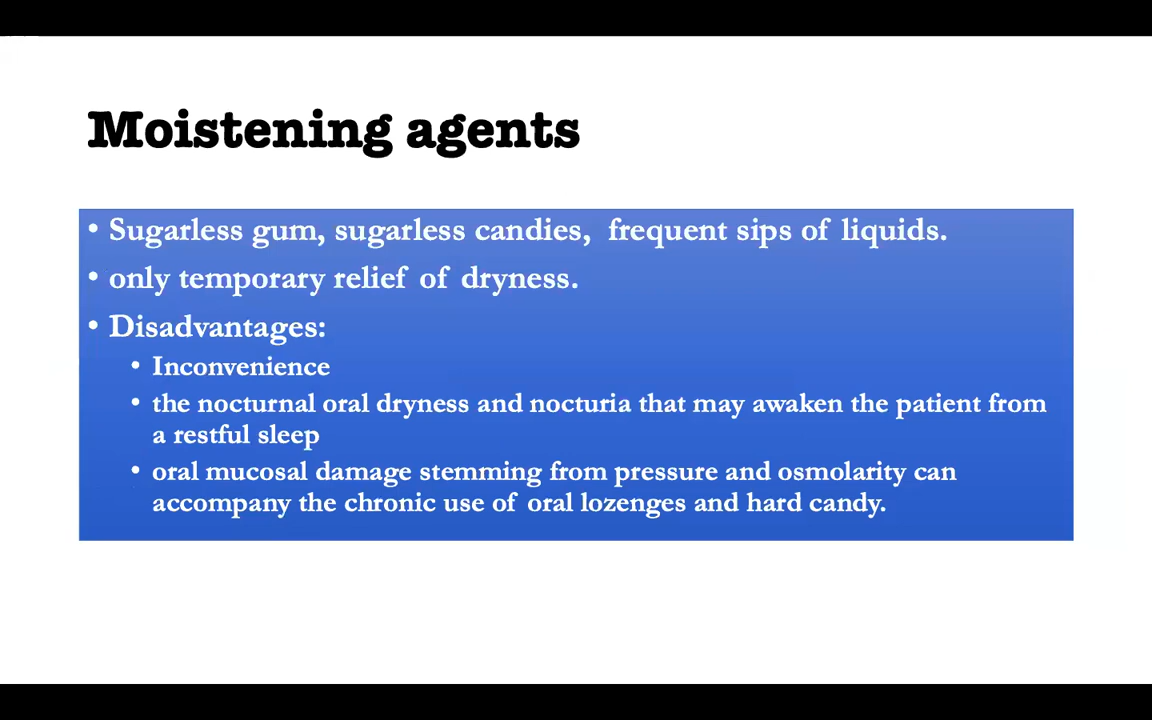 Moistening agents
• Sugarless gum, sugarless candies, frequent sips of liquids.
• only temporary relief of dryness.
• Disadvantages:
• Inconvenience
• the nocturnal oral dryness and nocturia that may awaken the patient from
a restful sleep
• oral mucosal damage stemming from pressure and osmolarity can
accompany the chronic use of oral lozenges and hard candy.